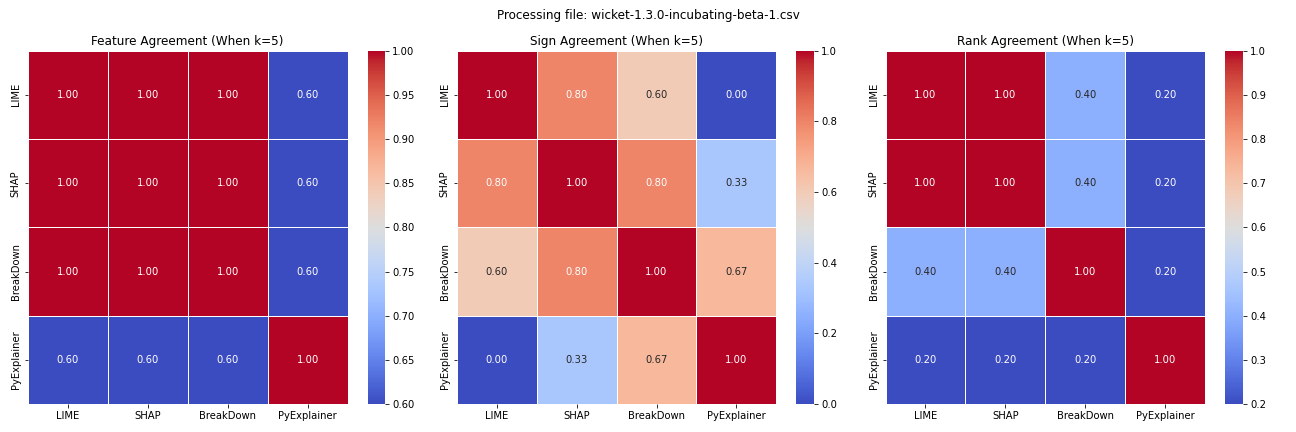 Processing file: wicket-1.3.0-incubating-beta-1.csv
Feature Agreement (When k=5)
LIME
1.00 1.00 1.00 0.60
SHAP
1.00 1.00 1.00 0.60
BreakDown
1.00 1.00 1.00 0.60
PyExplainer
0.60 0.60 0.60 1.00
LIME SHAP BreakDown PyExplainer
1.00
0.95
0.90
0.85
0.80
0.75
0.70
0.65
0.60
Sign Agreement (When k=5)
LIME
1.00 0.80 0.60 0.00
SHAP
0.80 1.00 0.80 0.33
BreakDown
0.60 0.80 1.00 0.67
PyExplainer
0.00 0.33 0.67 1.00
LIME SHAP BreakDown PyExplainer
1.0
0.8
0.6
0.4
0.2
0.0
Rank Agreement (When k=5)
LIME
1.00 1.00 0.40 0.20
SHAP
1.00 1.00 0.40 0.20
BreakDown
0.40 0.40 1.00 0.20
PyExplainer
0.20 0.20 0.20 1.00
LIME SHAP BreakDown PyExplainer
1.0
0.9
0.8
0.7
0.6
0.5
0.4
0.3
0.2